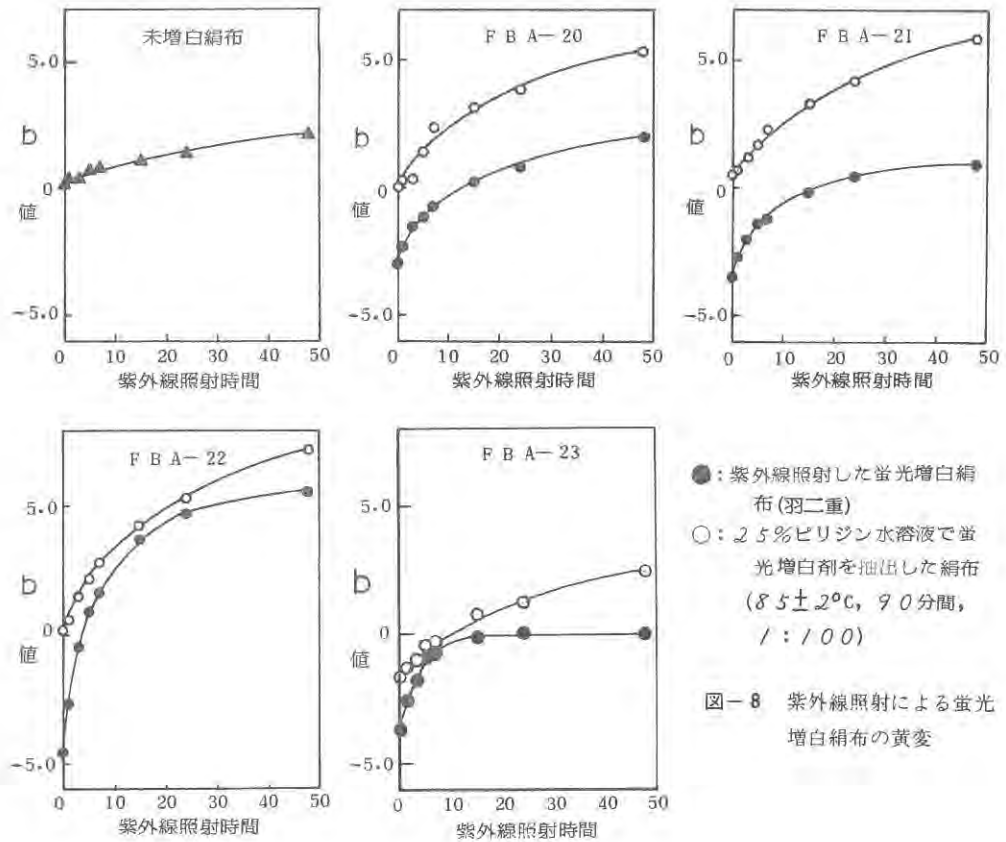 未増白絹布
5.0
0
-5.0
b
値
0 10 20 30 40 50
紫外線照射時間
F B A-20
5.0
0
-5.0
b
値
0 10 20 30 40 50
紫外線照射時間
F B A-21
5.0
0
-5.0
b
値
0 10 20 30 40 50
紫外線照射時間
F B A-22
5.0
0
-5.0
b
値
0 10 20 30 40 50
紫外線照射時間
F B A-23
5.0
0
-5.0
b
値
0 10 20 30 40 50
紫外線照射時間
●:紫外線照射した蛍光増白絹
布(羽二重)
○:25%ピリジン水溶液で蛍
光増白剤を抽出した絹布
(85±2°C, 90分間,
1:100)
図-8 紫外線照射による蛍光
増白絹布の黄変